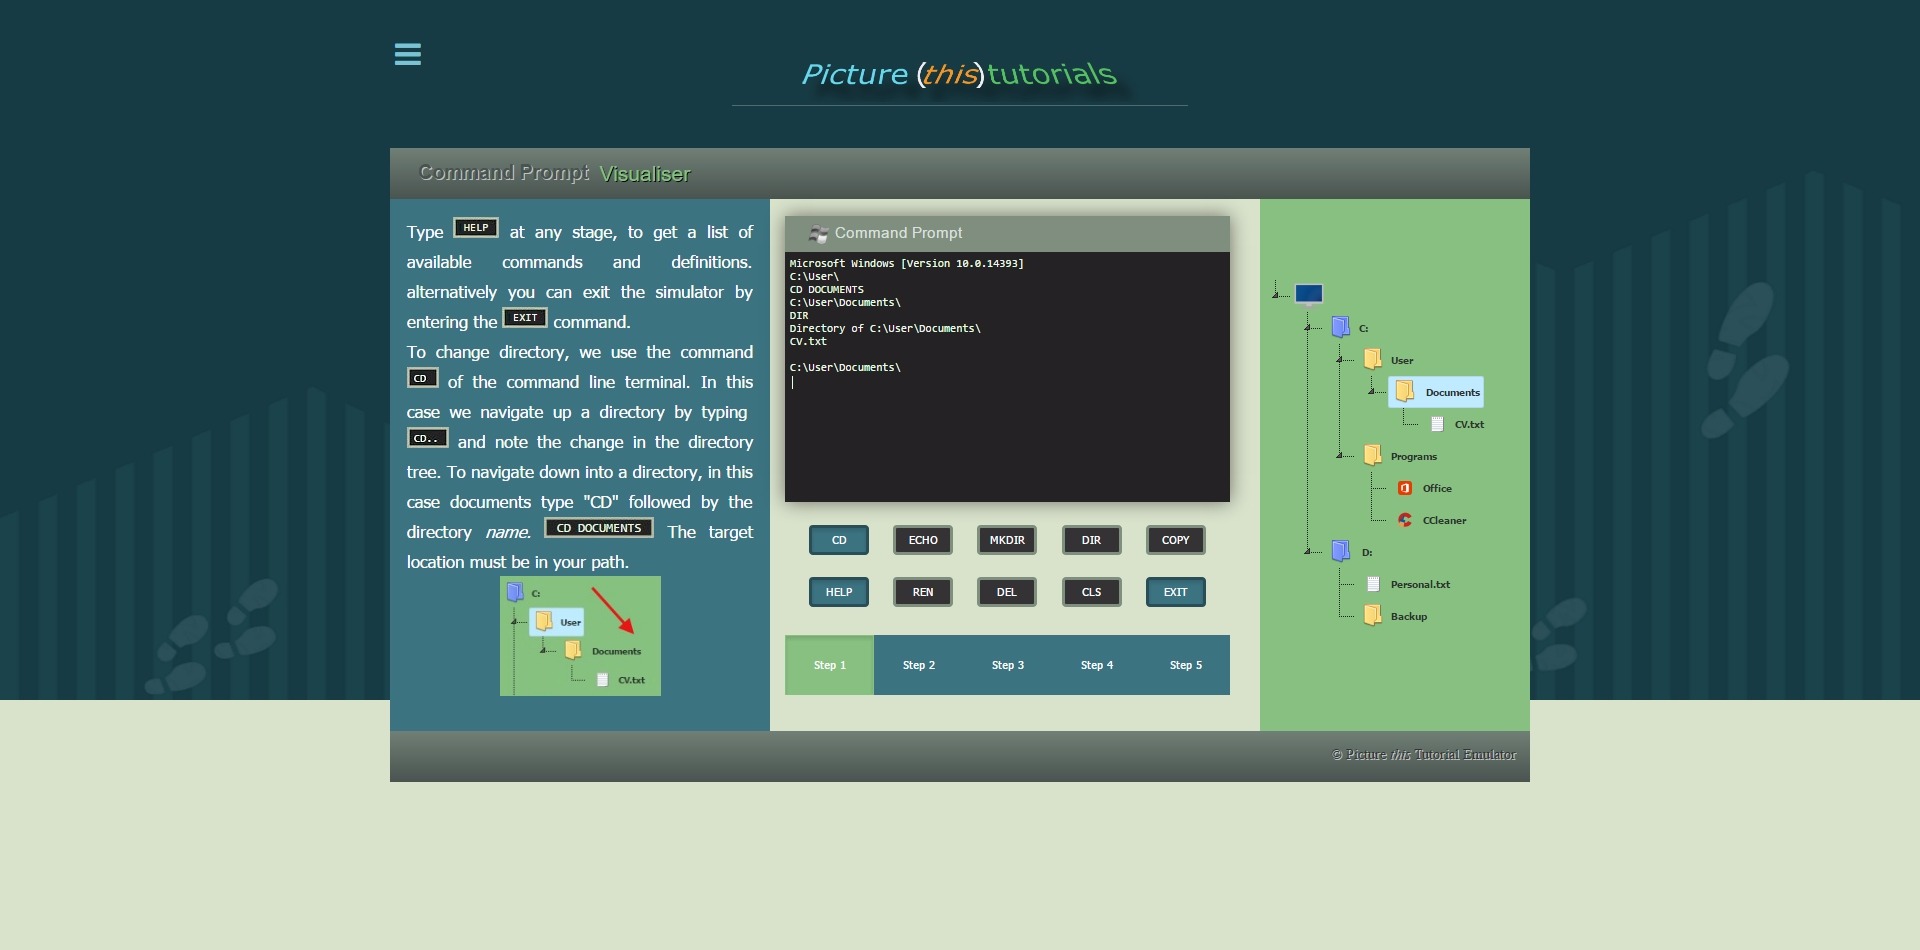 Picture (this) tutorials
Command Prompt Visualiser
Type HELP at any stage, to get a list of
available commands and definitions.
alternatively you can exit the simulator by
entering the EXIT command.
To change directory, we use the command
CD of the command line terminal. In this
case we navigate up a directory by typing
CD.. and note the change in the directory
tree. To navigate down into a directory, in this
case documents type "CD" followed by the
directory name. CD DOCUMENTS The target
location must be in your path.
C:
User
Documents
CV.txt
Command Prompt
Microsoft Windows [Version 10.0.14393]
C:\User\
CD DOCUMENTS
C:\User\Documents\
DIR
Directory of C:\User\Documents\
CV.txt
C:\User\Documents\
CD ECHO MKDIR DIR COPY
HELP REN DEL CLS EXIT
Step 1 Step 2 Step 3 Step 4 Step 5
C:
User
Documents
CV.txt
Programs
Office
CCleaner
D:
Personal.txt
Backup
© Picture this Tutorial Emulator